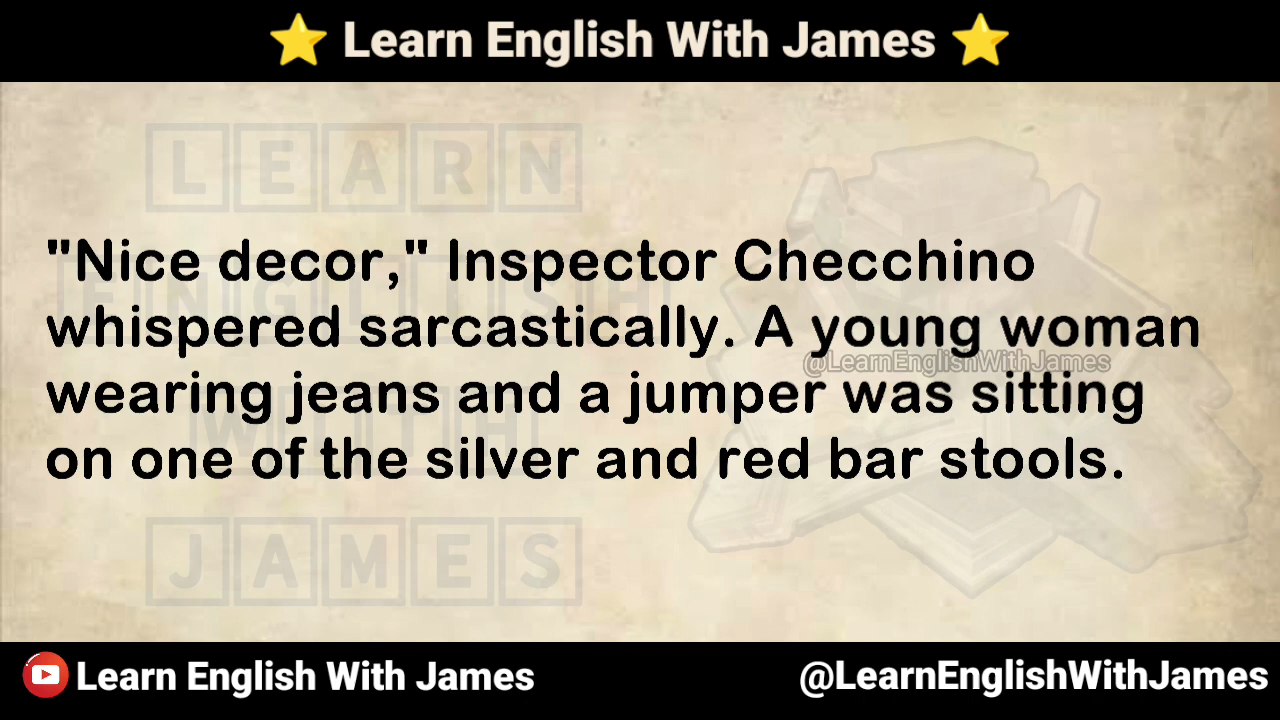 ⭐ Learn English With James ⭐
LEARN
ENGLISH
"Nice decor," Inspector Checchino
whispered sarcastically. A young woman
@LearnEnglishWithJames
wearing jeans and a jumper was sitting
WITH
on one of the silver and red bar stools.
JAMES
Learn English With James
@LearnEnglishWithJames